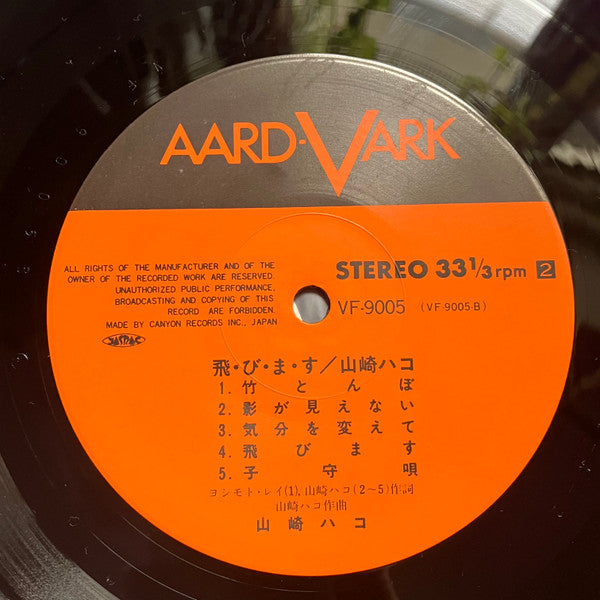 AARD-VARK
ALL RIGHTS OF THE MANUFACTURER AND OF THE
OWNER OF THE RECORDED WORK ARE RESERVED.
UNAUTHORIZED PUBLIC PERFORMANCE,
BROADCASTING AND COPYING OF THIS
RECORD ARE FORBIDDEN.
MADE BY CANYON RECORDS INC., JAPAN
JASRAC
STEREO 33 1/3 rpm 2
VF-9005 (VF-9005-B)
飛・び・ま・す／山崎ハコ
1. 竹とんぼ
2. 影が見えない
3. 気分を変えて
4. 飛びます
5. 子守唄
ヨシモト・レイ(1), 山崎ハコ(2〜5)作詞
山崎ハコ作曲
山崎ハコ